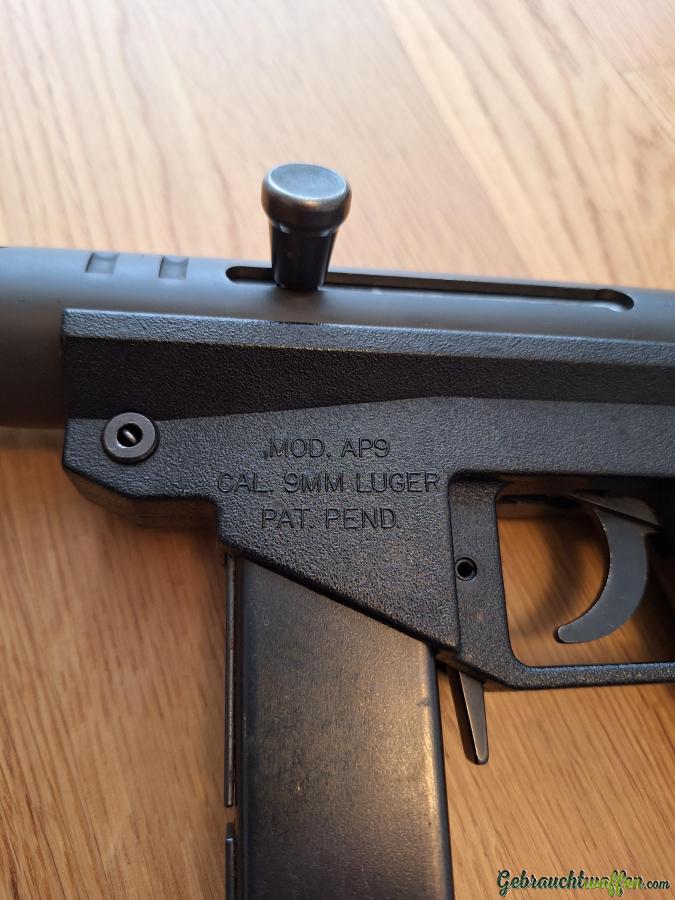 MOD. AP9
CAL. 9MM LUGER
PAT. PEND.
Gebrauchtwaffen.com